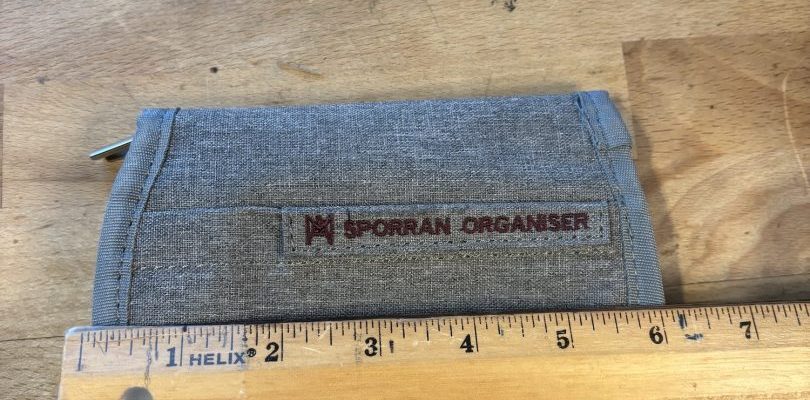 SPORRAN ORGANISER
1 HELIX® 2 3 4 5 6 7